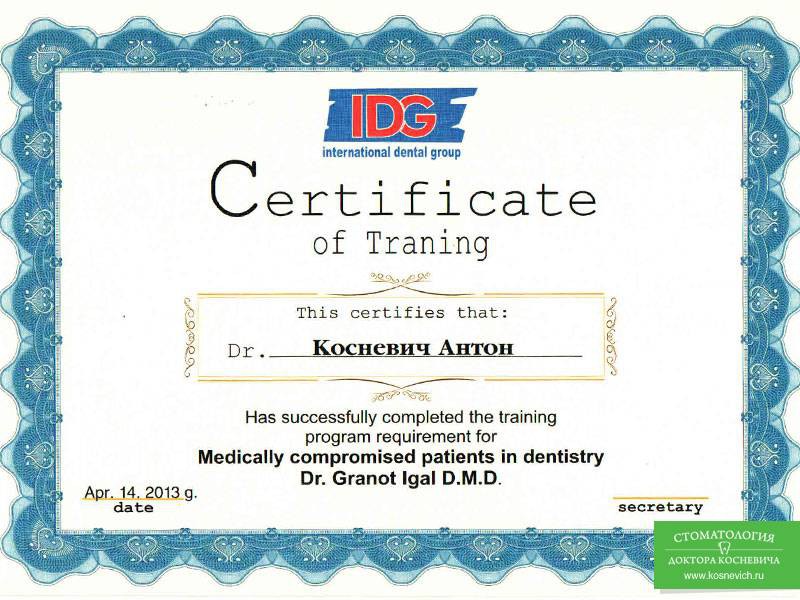 IDG
international dental group
Certificate
of Traning
This certifies that:
Dr. Косневич Антон
Has successfully completed the training
program requirement for
Medically compromised patients in dentistry
Dr. Granot Igal D.M.D.
Apr. 14. 2013 g.
date
secretary
СТОМАТОЛОГИЯ
ДОКТОРА КОСНЕВИЧА
www.kosnevich.ru